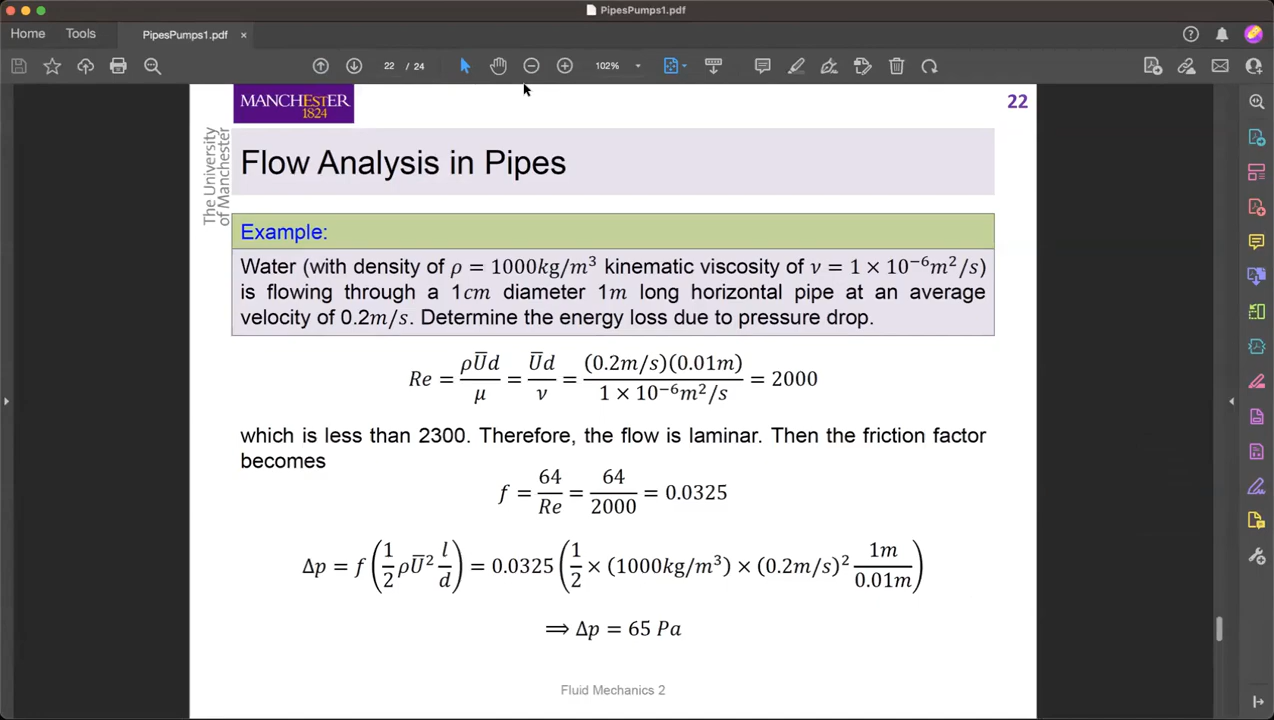 PipesPumps1.pdf
Home Tools PipesPumps1.pdf ×
22 / 24 102%
MANCHESTER
1824
The University
of Manchester
22
Flow Analysis in Pipes
Example:
Water (with density of ρ = 1000kg/m³ kinematic viscosity of ν = 1 × 10⁻⁶m²/s)
is flowing through a 1cm diameter 1m long horizontal pipe at an average
velocity of 0.2m/s. Determine the energy loss due to pressure drop.
Re = ρU̅d/μ = U̅d/ν = (0.2m/s)(0.01m)/(1 × 10⁻⁶m²/s) = 2000
which is less than 2300. Therefore, the flow is laminar. Then the friction factor
becomes
f = 64/Re = 64/2000 = 0.0325
Δp = f(1/2 ρU̅² l/d) = 0.0325(1/2 × (1000kg/m³) × (0.2m/s)² 1m/0.01m)
⟹ Δp = 65 Pa
Fluid Mechanics 2